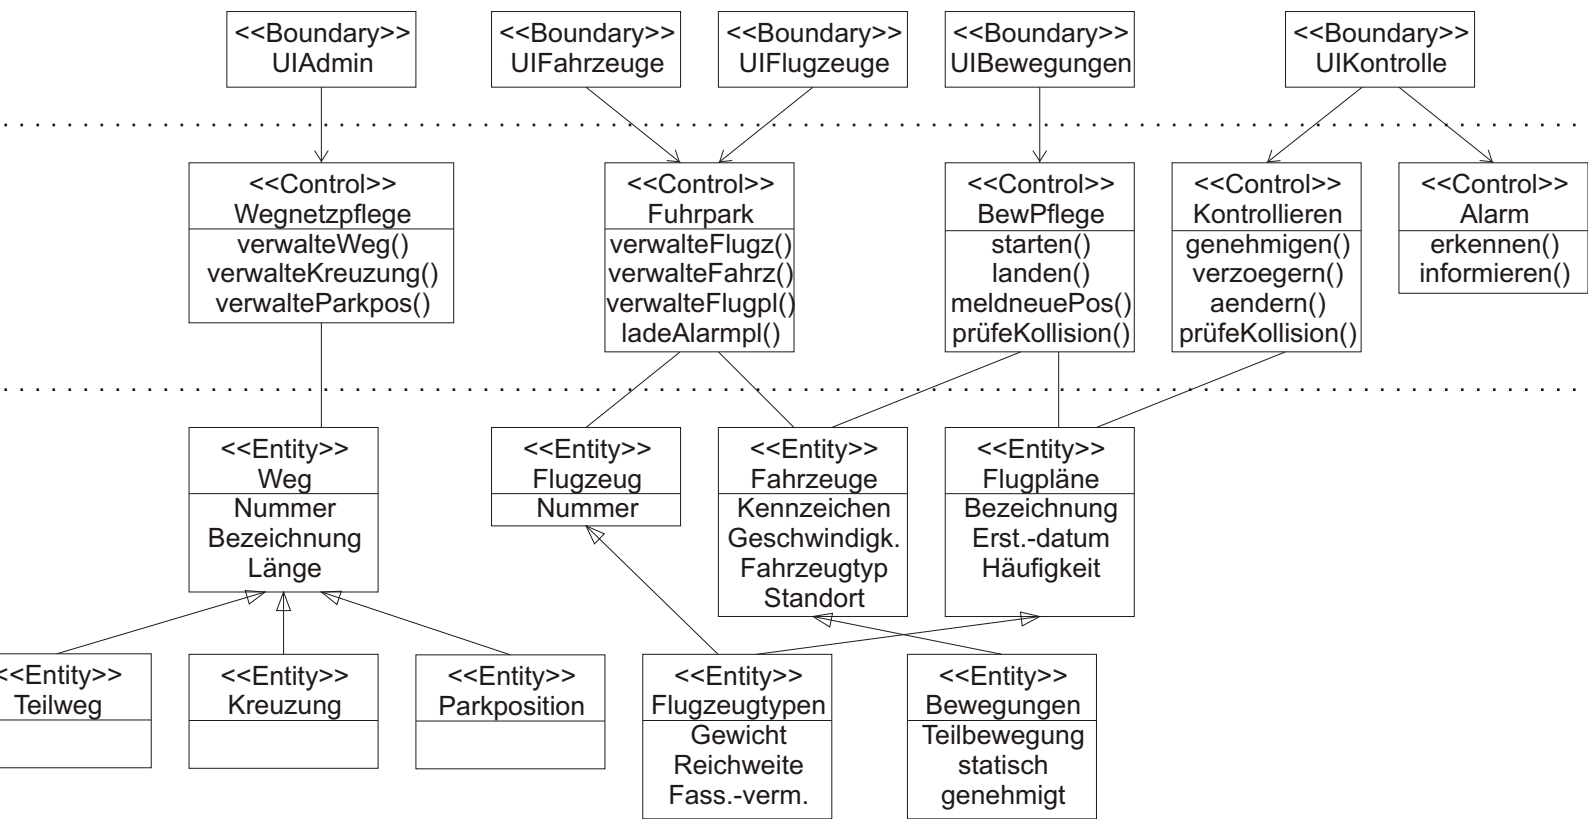 <<Boundary>>
UIAdmin
<<Boundary>>
UIFahrzeuge
<<Boundary>>
UIFlugzeuge
<<Boundary>>
UIBewegungen
<<Boundary>>
UIKontrolle
<<Control>>
Wegnetzpflege
verwalteWeg()
verwalteKreuzung()
verwalteParkpos()
<<Control>>
Fuhrpark
verwalteFlugz()
verwalteFahrz()
verwalteFlugpl()
ladeAlarmpl()
<<Control>>
BewPflege
starten()
landen()
meldneuePos()
prüfeKollision()
<<Control>>
Kontrollieren
genehmigen()
verzoegern()
aendern()
prüfeKollision()
<<Control>>
Alarm
erkennen()
informieren()
<<Entity>>
Weg
Nummer
Bezeichnung
Länge
<<Entity>>
Flugzeug
Nummer
<<Entity>>
Fahrzeuge
Kennzeichen
Geschwindigk.
Fahrzeugtyp
Standort
<<Entity>>
Flugpläne
Bezeichnung
Erst.-datum
Häufigkeit
<<Entity>>
Teilweg
<<Entity>>
Kreuzung
<<Entity>>
Parkposition
<<Entity>>
Flugzeugtypen
Gewicht
Reichweite
Fass.-verm.
<<Entity>>
Bewegungen
Teilbewegung
statisch
genehmigt